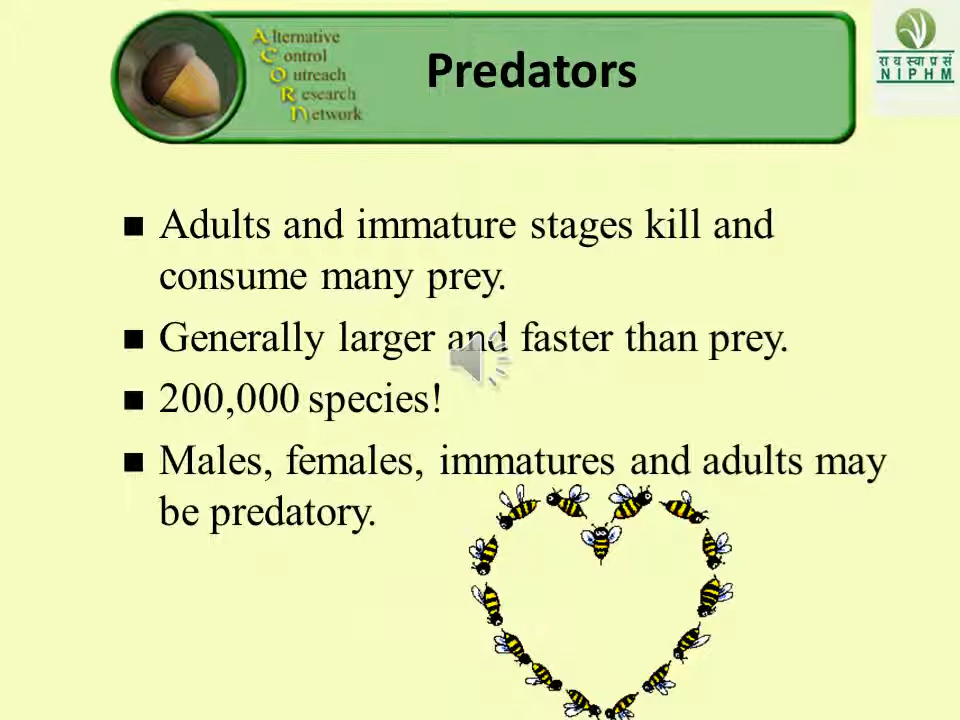 Alternative
Control
Outreach
Research
Network
Predators
रा य स्वा प्र सं
NIPHM
■ Adults and immature stages kill and
consume many prey.
■ Generally larger and faster than prey.
■ 200,000 species!
■ Males, females, immatures and adults may
be predatory.